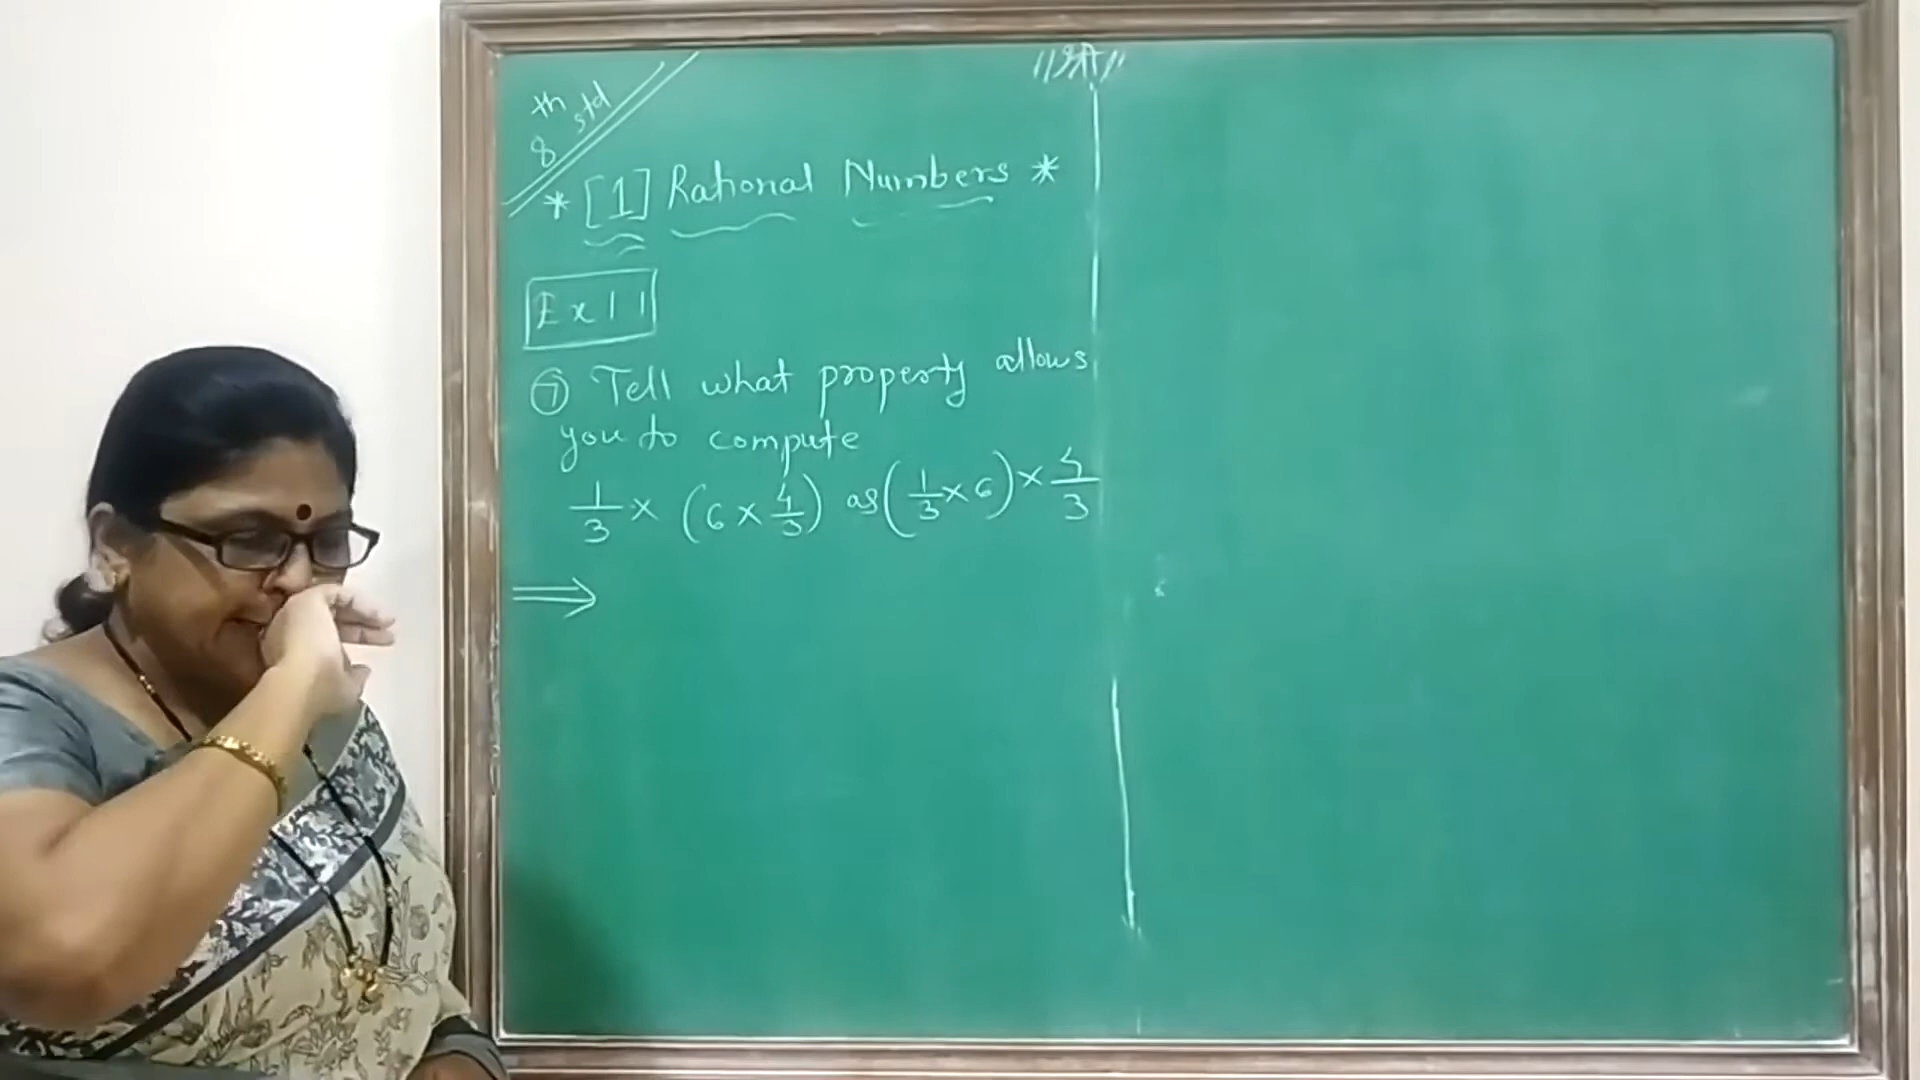 ॥श्री॥
8th std
* [1] Rational Numbers *
Ex 1 1
⑦ Tell what property allows
you to compute
1/3 × (6 × 4/3) as (1/3 × 6) × 4/3
⇒